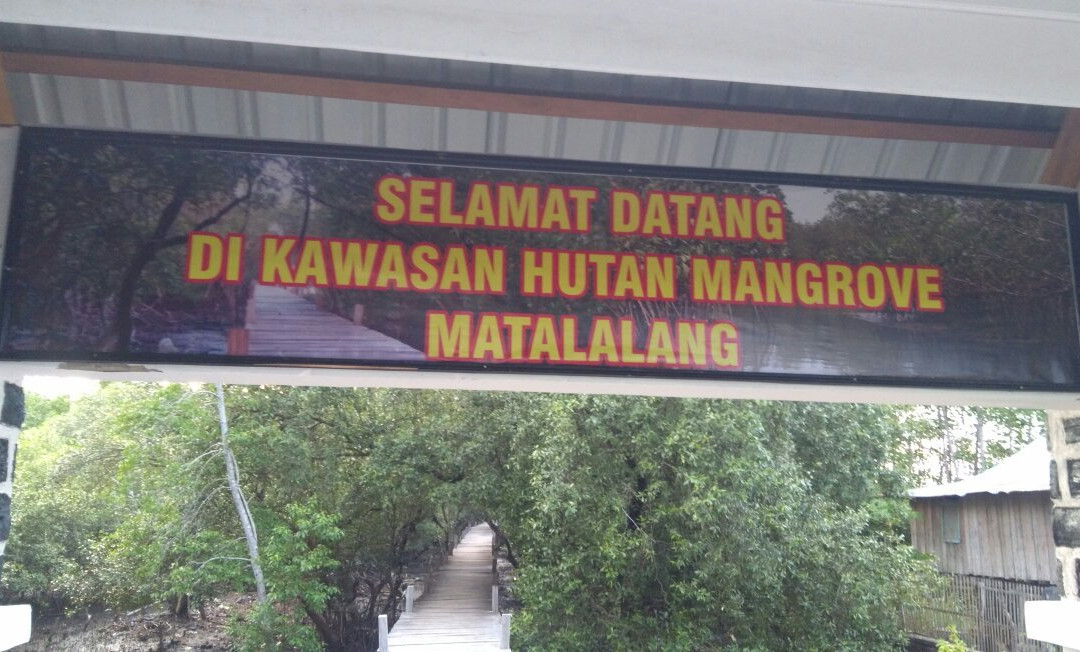 SELAMAT DATANG
DI KAWASAN HUTAN MANGROVE
MATALALANG